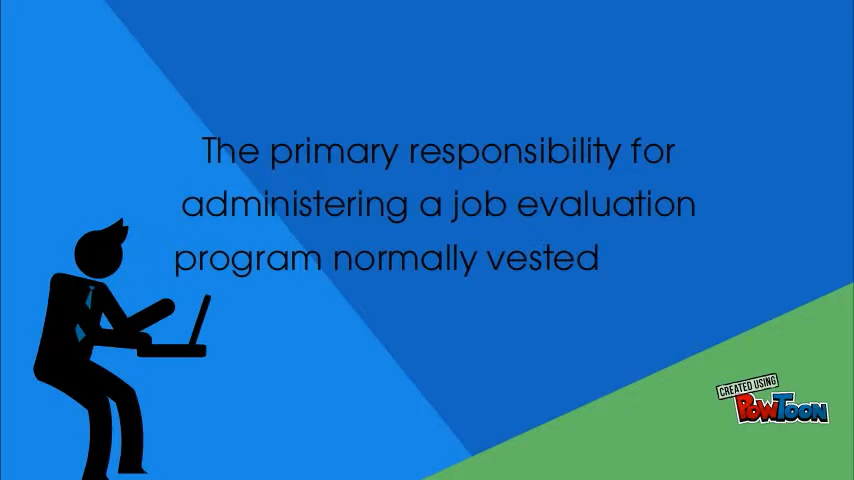 The primary responsibility for
administering a job evaluation
program normally vested
CREATED USING
POWTOON